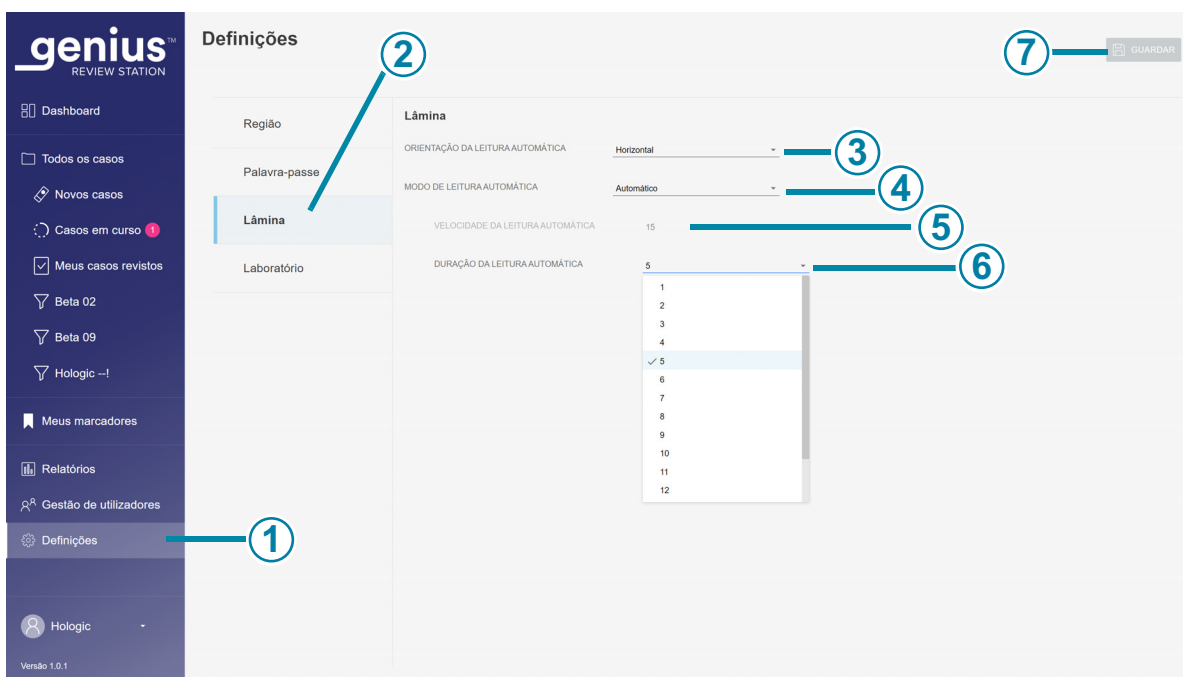 genius™
REVIEW STATION
Dashboard
Todos os casos
Novos casos
Casos em curso 1
Meus casos revistos
Beta 02
Beta 09
Hologic --!
Meus marcadores
Relatórios
Gestão de utilizadores
Definições
Hologic
Versão 1.0.1
Definições
GUARDAR
Região
Palavra-passe
Lâmina
Laboratório
Lâmina
ORIENTAÇÃO DA LEITURA AUTOMÁTICA Horizontal
MODO DE LEITURA AUTOMÁTICA Automático
VELOCIDADE DA LEITURA AUTOMÁTICA 15
DURAÇÃO DA LEITURA AUTOMÁTICA 5
1
2
3
4
5
6
7
8
9
10
11
12
1
2
3
4
5
6
7